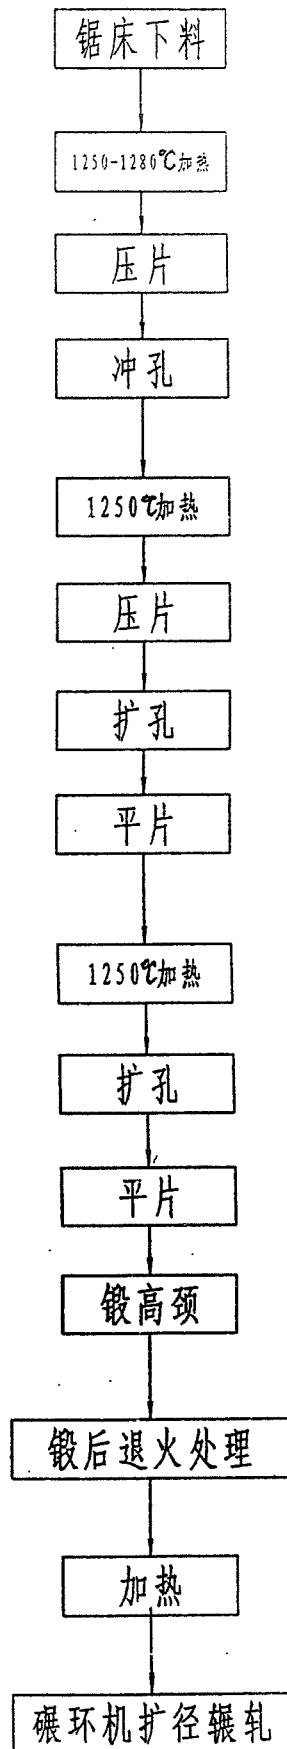 锯床下料
1250-1280℃加热
压片
冲孔
1250℃加热
压片
扩孔
平片
1250℃加热
扩孔
平片
锻高颈
锻后退火处理
加热
碾环机扩径辗轧